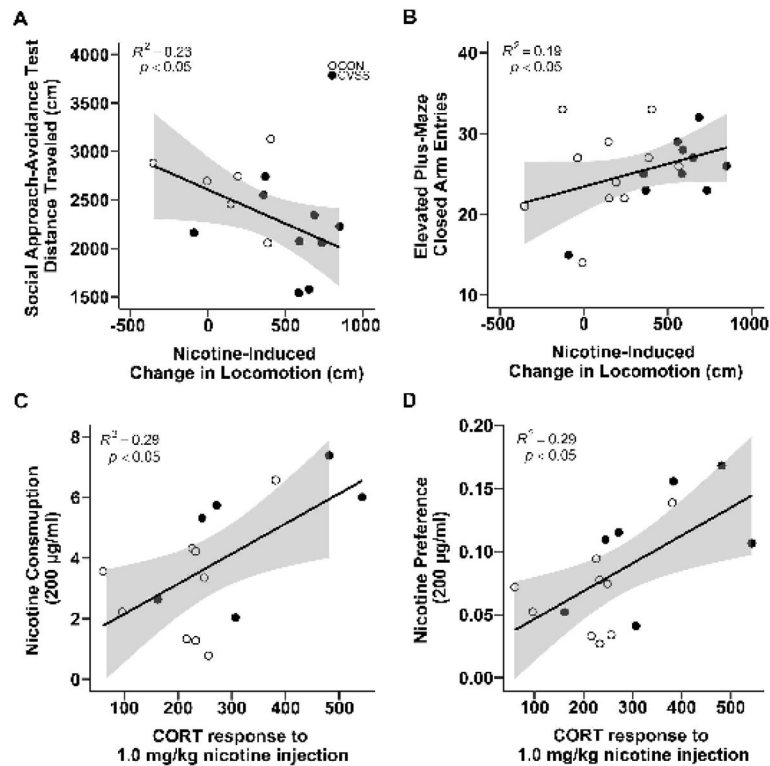 A
R² = 0.23
p < 0.05
CON
CVSS
4000
3500
3000
2500
2000
1500
-500
0
500
1000
Social Approach-Avoidance Test
Distance Traveled (cm)
Nicotine-Induced
Change in Locomotion (cm)
B
R² = 0.19
p < 0.05
40
30
20
10
-500
0
500
1000
Elevated Plus-Maze
Closed Arm Entries
Nicotine-Induced
Change in Locomotion (cm)
C
R² = 0.29
p < 0.05
8
6
4
2
0
100
200
300
400
500
Nicotine Consmuption
(200 µg/ml)
CORT response to
1.0 mg/kg nicotine injection
D
R² = 0.29
p < 0.05
0.20
0.15
0.10
0.05
0.00
100
200
300
400
500
Nicotine Preference
(200 µg/ml)
CORT response to
1.0 mg/kg nicotine injection